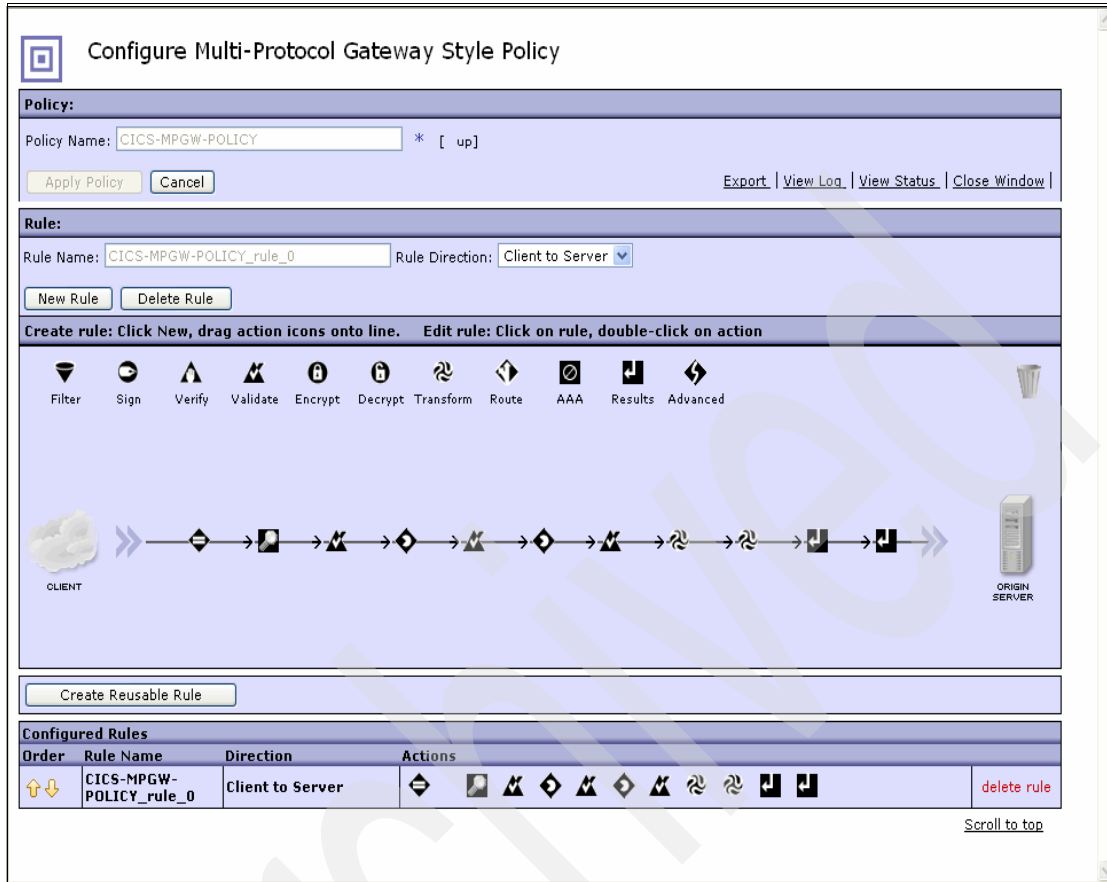 Configure Multi-Protocol Gateway Style Policy
Policy:
Policy Name: CICS-MPGW-POLICY * [ up]
Apply Policy Cancel Export | View Log | View Status | Close Window |
Rule:
Rule Name: CICS-MPGW-POLICY_rule_0 Rule Direction: Client to Server
New Rule Delete Rule
Create rule: Click New, drag action icons onto line. Edit rule: Click on rule, double-click on action
Filter Sign Verify Validate Encrypt Decrypt Transform Route AAA Results Advanced
CLIENT
ORIGIN
SERVER
Create Reusable Rule
Configured Rules
Order Rule Name Direction Actions
CICS-MPGW-
POLICY_rule_0 Client to Server delete rule
Scroll to top